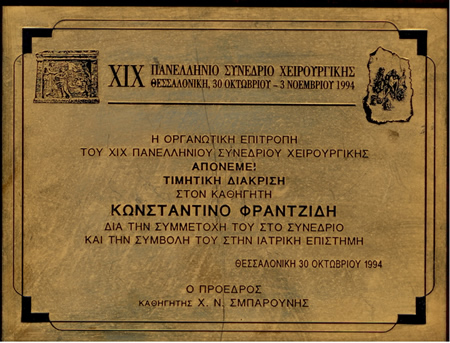 XIX ΠΑΝΕΛΛΗΝΙΟ ΣΥΝΕΔΡΙΟ ΧΕΙΡΟΥΡΓΙΚΗΣ
ΘΕΣΣΑΛΟΝΙΚΗ, 30 ΟΚΤΩΒΡΙΟΥ – 3 ΝΟΕΜΒΡΙΟΥ 1994
Η ΟΡΓΑΝΩΤΙΚΗ ΕΠΙΤΡΟΠΗ
ΤΟΥ XIX ΠΑΝΕΛΛΗΝΙΟΥ ΣΥΝΕΔΡΙΟΥ ΧΕΙΡΟΥΡΓΙΚΗΣ
ΑΠΟΝΕΜΕΙ
ΤΙΜΗΤΙΚΗ ΔΙΑΚΡΙΣΗ
ΣΤΟΝ ΚΑΘΗΓΗΤΗ
ΚΩΝΣΤΑΝΤΙΝΟ ΦΡΑΝΤΖΙΔΗ
ΔΙΑ ΤΗΝ ΣΥΜΜΕΤΟΧΗ ΤΟΥ ΣΤΟ ΣΥΝΕΔΡΙΟ
ΚΑΙ ΤΗΝ ΣΥΜΒΟΛΗ ΤΟΥ ΣΤΗΝ ΙΑΤΡΙΚΗ ΕΠΙΣΤΗΜΗ
ΘΕΣΣΑΛΟΝΙΚΗ 30 ΟΚΤΩΒΡΙΟΥ 1994
Ο ΠΡΟΕΔΡΟΣ
ΚΑΘΗΓΗΤΗΣ Χ. Ν. ΣΜΠΑΡΟΥΝΗΣ